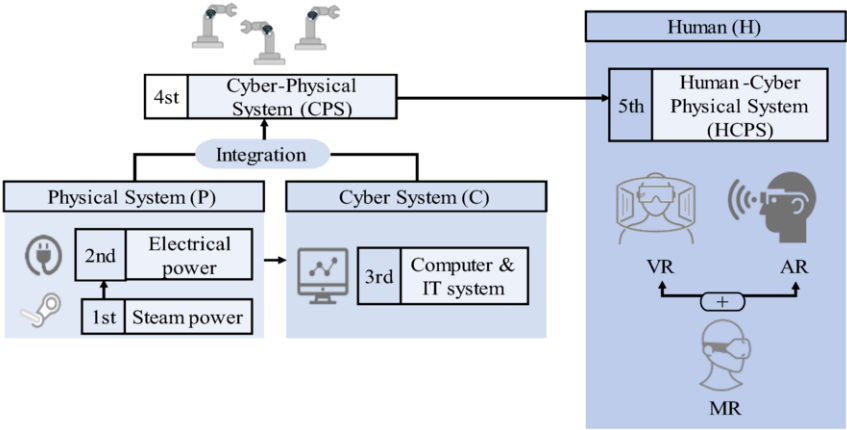 Human (H)
4st
Cyber-Physical
System (CPS)
5th
Human -Cyber
Physical System
(HCPS)
Integration
Physical System (P)
Cyber System (C)
2nd
Electrical
power
3rd
Computer &
IT system
1st
Steam power
VR
AR
+
MR